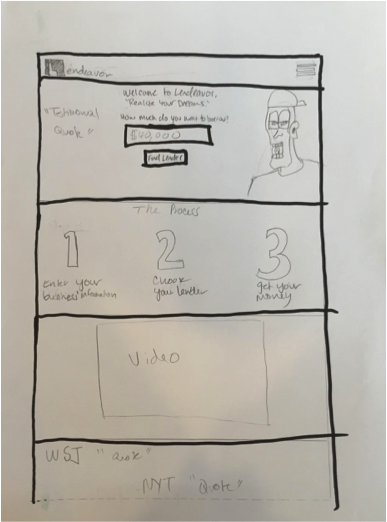 Lendeavor
Welcome to Lendeavor.
"Realize Your Dreams."
"Testimonial
Quote"
How much do you want to borrow?
$40,000
Find Lender
The Process
1
2
3
Enter your
business information
Choose
your lender
get your
money
Video
WSJ "Quote"
NYT "Quote"